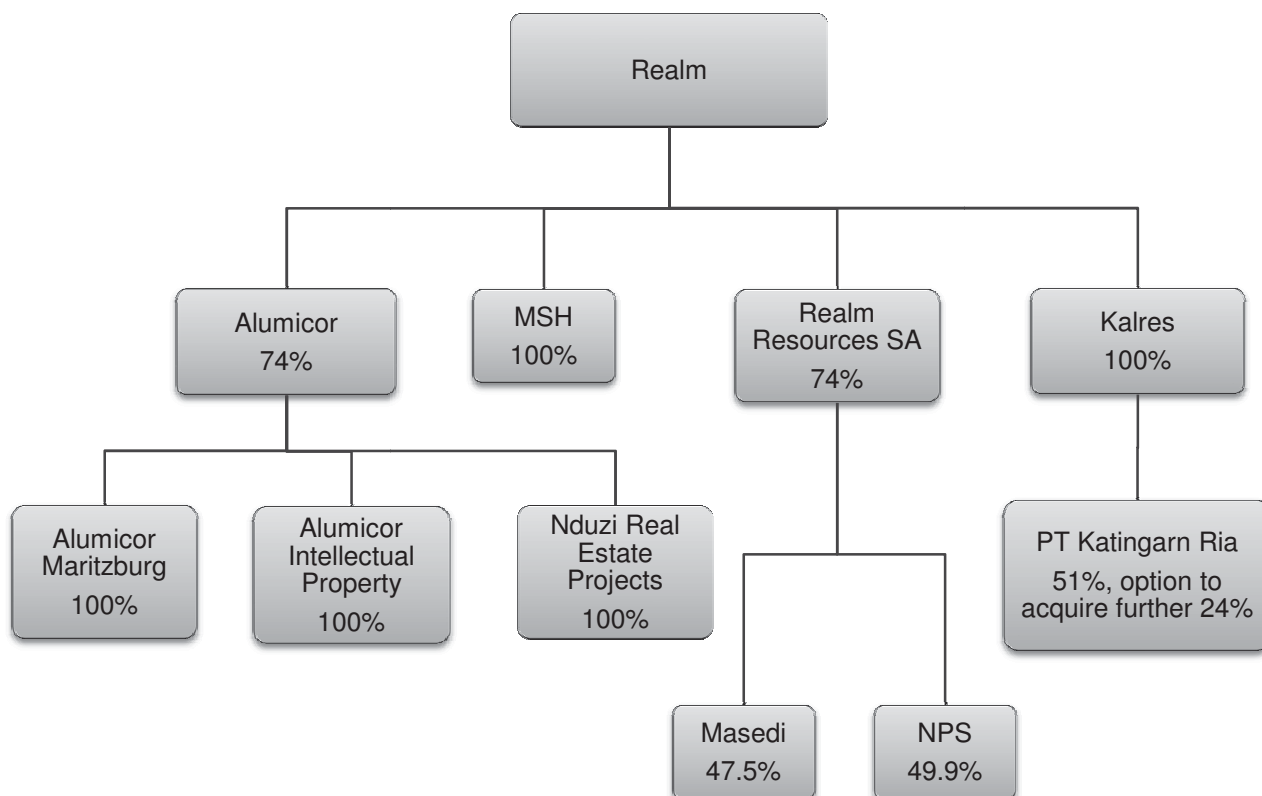 Realm
Alumicor
74%
MSH
100%
Realm
Resources SA
74%
Kalres
100%
Alumicor
Maritzburg
100%
Alumicor
Intellectual
Property
100%
Nduzi Real
Estate
Projects
100%
PT Katingarn Ria
51%, option to
acquire further 24%
Masedi
47.5%
NPS
49.9%